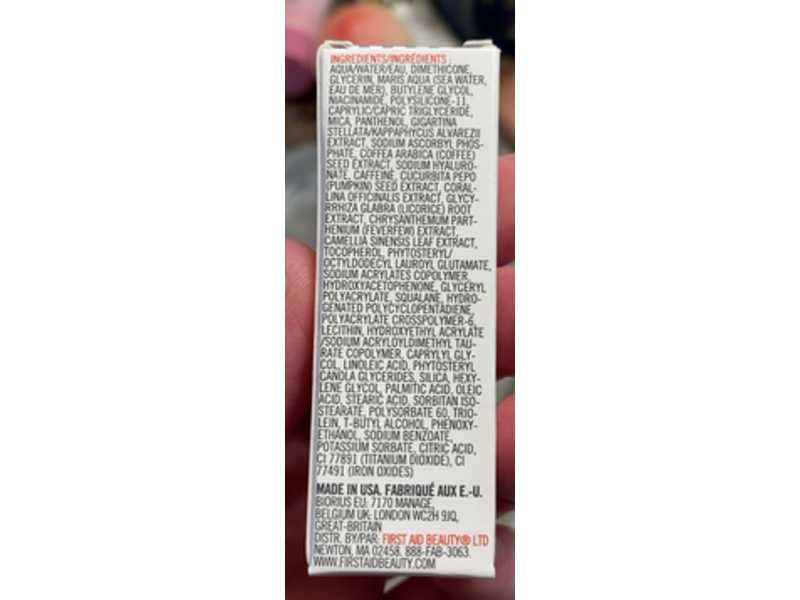 INGREDIENTS/INGRÉDIENTS :
AQUA/WATER/EAU, DIMETHICONE,
GLYCERIN, MARIS AQUA (SEA WATER,
EAU DE MER), BUTYLENE GLYCOL,
NIACINAMIDE, POLYSILICONE-11,
CAPRYLIC/CAPRIC TRIGLYCERIDE,
MICA, PANTHENOL, GIGARTINA
STELLATA/KAPPAPHYCUS ALVAREZII
EXTRACT, SODIUM ASCORBYL PHOS-
PHATE, COFFEA ARABICA (COFFEE)
SEED EXTRACT, SODIUM HYALURO-
NATE, CAFFEINE, CUCURBITA PEPO
(PUMPKIN) SEED EXTRACT, CORAL-
LINA OFFICINALIS EXTRACT, GLYCY-
RRHIZA GLABRA (LICORICE) ROOT
EXTRACT, CHRYSANTHEMUM PART-
HENIUM (FEVERFEW) EXTRACT,
CAMELLIA SINENSIS LEAF EXTRACT,
TOCOPHEROL, PHYTOSTERYL/
OCTYLDODECYL LAUROYL GLUTAMATE,
SODIUM ACRYLATES COPOLYMER,
HYDROXYACETOPHENONE, GLYCERYL
POLYACRYLATE, SQUALANE, HYDRO-
GENATED POLYCYCLOPENTADIENE,
POLYACRYLATE CROSSPOLYMER-6,
LECITHIN, HYDROXYETHYL ACRYLATE
/SODIUM ACRYLOYLDIMETHYL TAU-
RATE COPOLYMER, CAPRYLYL GLY-
COL, LINOLEIC ACID, PHYTOSTERYL
CANOLA GLYCERIDES, SILICA, HEXY-
LENE GLYCOL, PALMITIC ACID, OLEIC
ACID, STEARIC ACID, SORBITAN ISO-
STEARATE, POLYSORBATE 60, TRIO-
LEIN, T-BUTYL ALCOHOL, PHENOXY-
ETHANOL, SODIUM BENZOATE,
POTASSIUM SORBATE, CITRIC ACID,
CI 77891 (TITANIUM DIOXIDE), CI
77491 (IRON OXIDES)
MADE IN USA, FABRIQUÉ AUX E.-U.
BIORIUS EU: 7170 MANAGE,
BELGIUM UK: LONDON WC2H 9JQ,
GREAT-BRITAIN
DISTR. BY/PAR: FIRST AID BEAUTY® LTD
NEWTON, MA 02458. 888-FAB-3063.
WWW.FIRSTAIDBEAUTY.COM